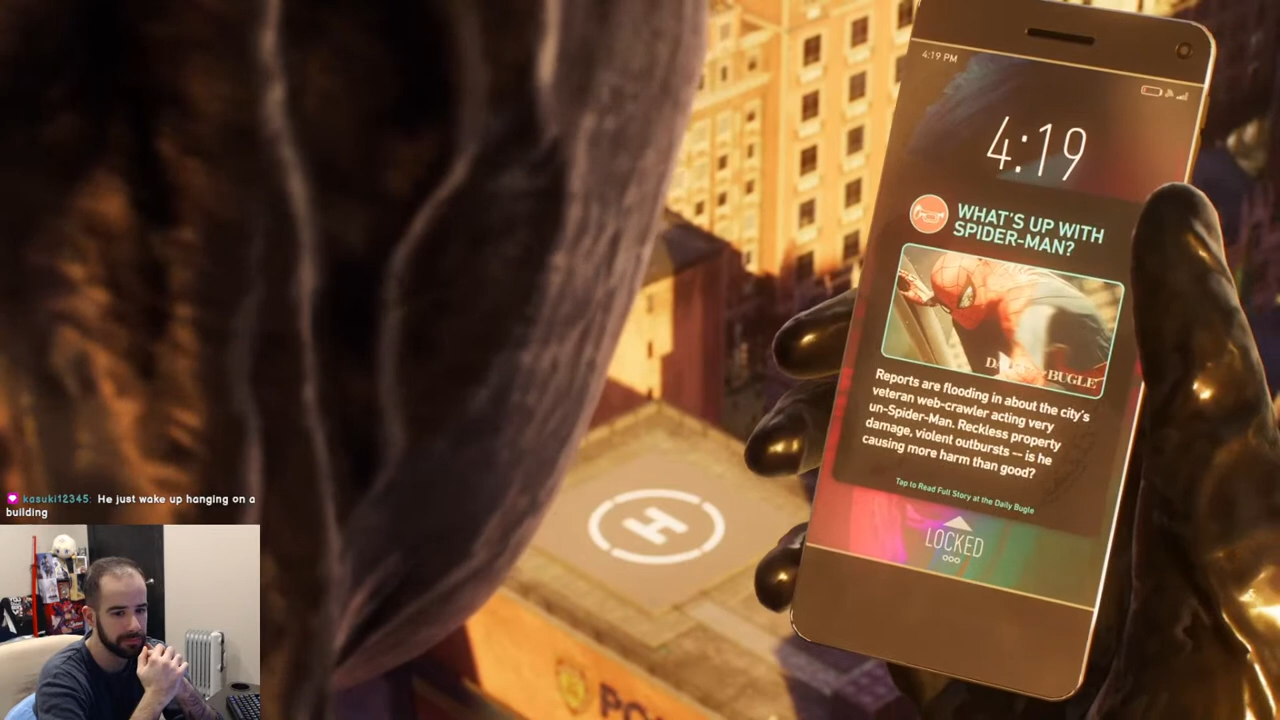 4:19 PM
4:19
WHAT'S UP WITH
SPIDER-MAN?
DAILY BUGLE
Reports are flooding in about the city's
veteran web-crawler acting very
un-Spider-Man. Reckless property
damage, violent outbursts — is he
causing more harm than good?
Tap to Read Full Story at the Daily Bugle
LOCKED
H
kasuki12345: He just wake up hanging on a
building